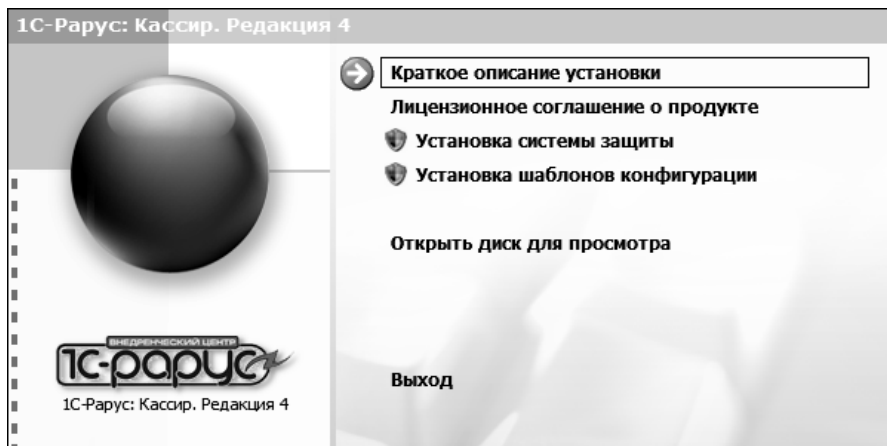 1С-Рарус: Кассир. Редакция 4
Краткое описание установки
Лицензионное соглашение о продукте
Установка системы защиты
Установка шаблонов конфигурации
Открыть диск для просмотра
ВНЕДРЕНЧЕСКИЙ ЦЕНТР
1С-рарус
1С-Рарус: Кассир. Редакция 4
Выход